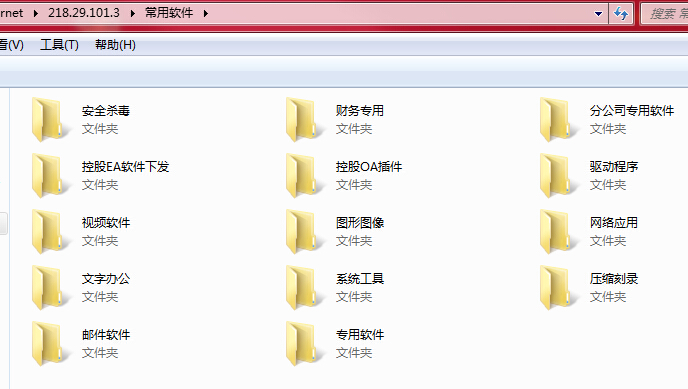 rnet ▸ 218.29.101.3 ▸ 常用软件 ▸
搜索 常
看(V) 工具(T) 帮助(H)
安全杀毒
文件夹
财务专用
文件夹
分公司专用软件
文件夹
控股EA软件下发
文件夹
控股OA插件
文件夹
驱动程序
文件夹
视频软件
文件夹
图形图像
文件夹
网络应用
文件夹
文字办公
文件夹
系统工具
文件夹
压缩刻录
文件夹
邮件软件
文件夹
专用软件
文件夹